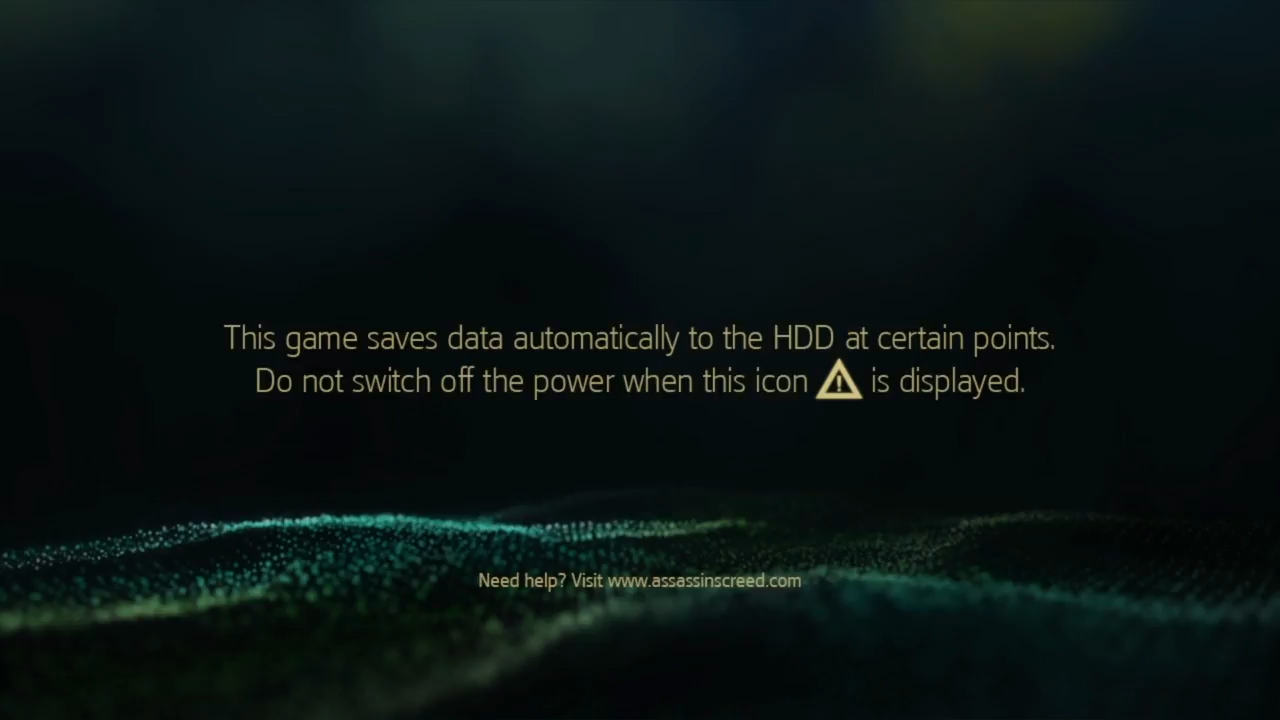 This game saves data automatically to the HDD at certain points.
Do not switch off the power when this icon is displayed.
Need help? Visit www.assassinscreed.com